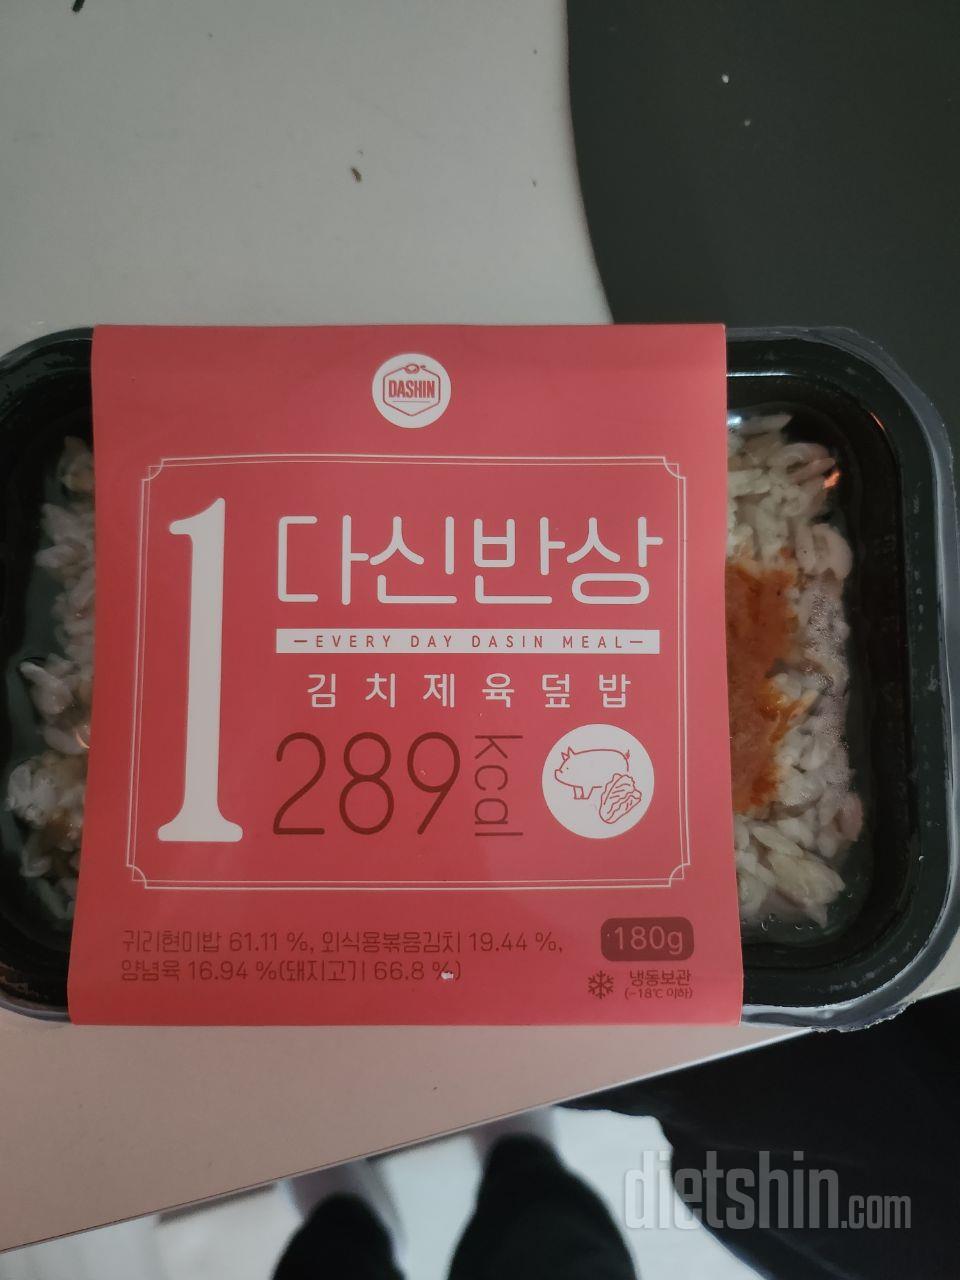 DASHIN
1
다신반상
EVERY DAY DASIN MEAL
김치제육덮밥
289 kcal
귀리현미밥 61.11 %, 외식용볶음김치 19.44 %,
양념육 16.94 %(돼지고기 66.8 %)
180g
냉동보관
(-18℃ 이하)
dietshin.com